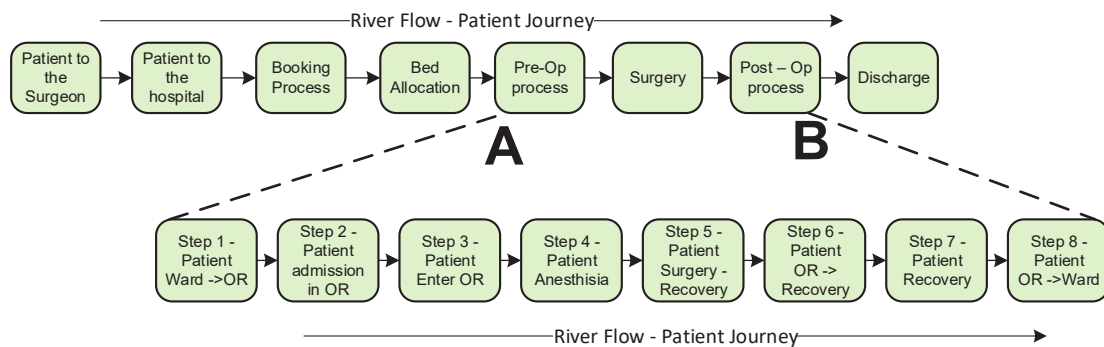 River Flow - Patient Journey
Patient to
the
Surgeon
Patient to
the
hospital
Booking
Process
Bed
Allocation
Pre-Op
process
Surgery
Post – Op
process
Discharge
A
B
Step 1 -
Patient
Ward ->OR
Step 2 -
Patient
admission
in OR
Step 3 -
Patient
Enter OR
Step 4 -
Patient
Anesthisia
Step 5 -
Patient
Surgery -
Recovery
Step 6 -
Patient
OR ->
Recovery
Step 7 -
Patient
Recovery
Step 8 -
Patient
OR ->Ward
River Flow - Patient Journey